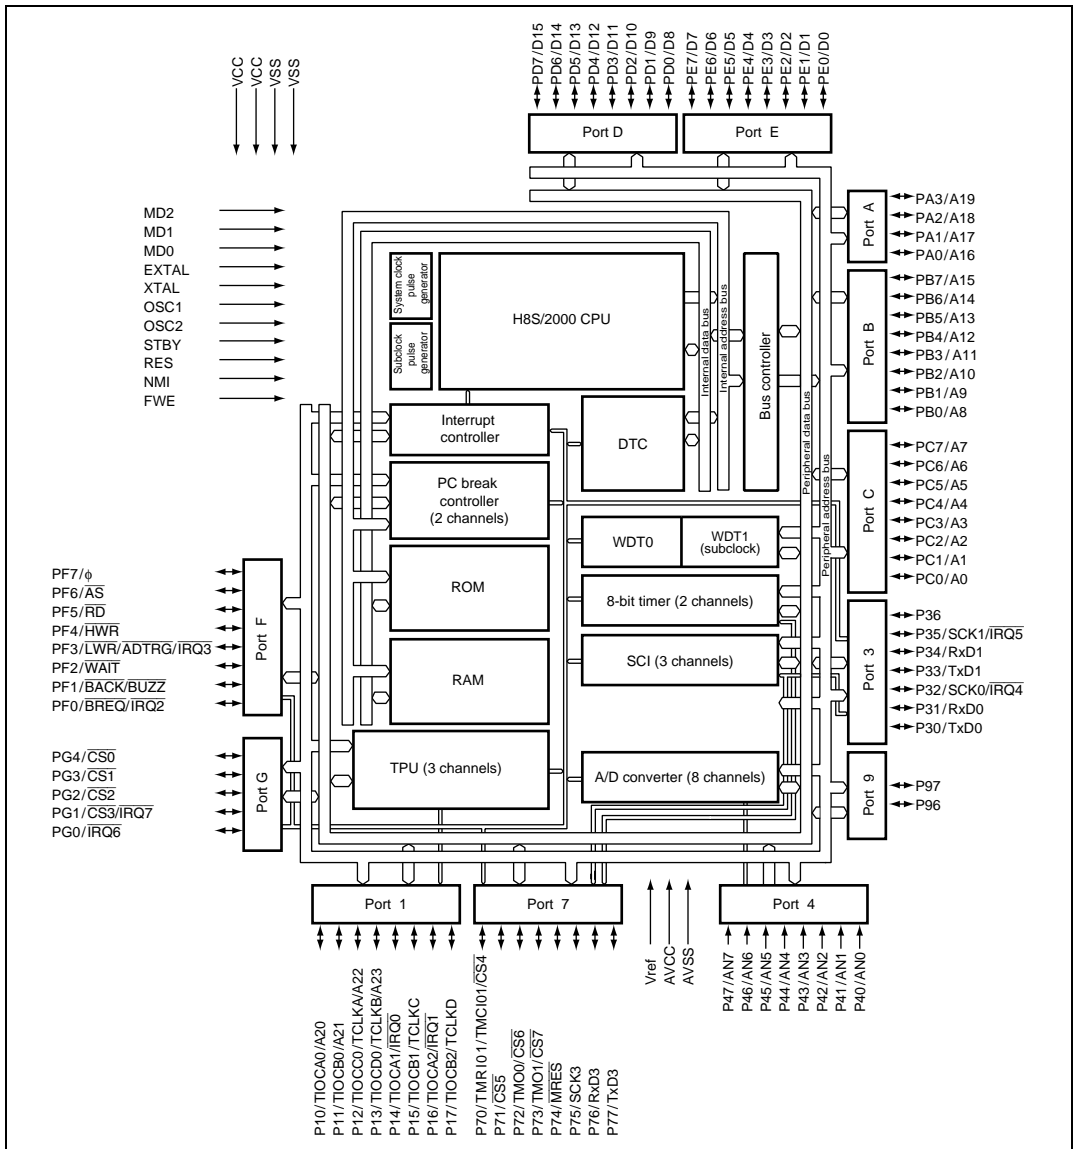 VCC
VCC
VSS
VSS
PD7/D15
PD6/D14
PD5/D13
PD4/D12
PD3/D11
PD2/D10
PD1/D9
PD0/D8
PE7/D7
PE6/D6
PE5/D5
PE4/D4
PE3/D3
PE2/D2
PE1/D1
PE0/D0
Port D
Port E
MD2
MD1
MD0
EXTAL
XTAL
OSC1
OSC2
STBY
RES
NMI
FWE
Port A
PA3/A19
PA2/A18
PA1/A17
PA0/A16
System clock
pulse
generator
Subclock
pulse
generator
H8S/2000 CPU
Internal data bus
Internal address bus
Bus controller
Peripheral data bus
Peripheral address bus
Port B
PB7/A15
PB6/A14
PB5/A13
PB4/A12
PB3/A11
PB2/A10
PB1/A9
PB0/A8
Interrupt
controller
DTC
PC break
controller
(2 channels)
Port C
PC7/A7
PC6/A6
PC5/A5
PC4/A4
PC3/A3
PC2/A2
PC1/A1
PC0/A0
WDT0
WDT1
(subclock)
ROM
8-bit timer (2 channels)
PF7/ϕ
PF6/AS
PF5/RD
PF4/HWR
PF3/LWR/ADTRG/IRQ3
PF2/WAIT
PF1/BACK/BUZZ
PF0/BREQ/IRQ2
Port F
RAM
SCI (3 channels)
Port 3
P36
P35/SCK1/IRQ5
P34/RxD1
P33/TxD1
P32/SCK0/IRQ4
P31/RxD0
P30/TxD0
PG4/CS0
PG3/CS1
PG2/CS2
PG1/CS3/IRQ7
PG0/IRQ6
Port G
TPU (3 channels)
A/D converter (8 channels)
Port 9
P97
P96
Port 1
Port 7
Port 4
P10/TIOCA0/A20
P11/TIOCB0/A21
P12/TIOCC0/TCLKA/A22
P13/TIOCD0/TCLKB/A23
P14/TIOCA1/IRQ0
P15/TIOCB1/TCLKC
P16/TIOCA2/IRQ1
P17/TIOCB2/TCLKD
P70/TMRI01/TMCI01/CS4
P71/CS5
P72/TMO0/CS6
P73/TMO1/CS7
P74/MRES
P75/SCK3
P76/RxD3
P77/TxD3
Vref
AVCC
AVSS
P47/AN7
P46/AN6
P45/AN5
P44/AN4
P43/AN3
P42/AN2
P41/AN1
P40/AN0